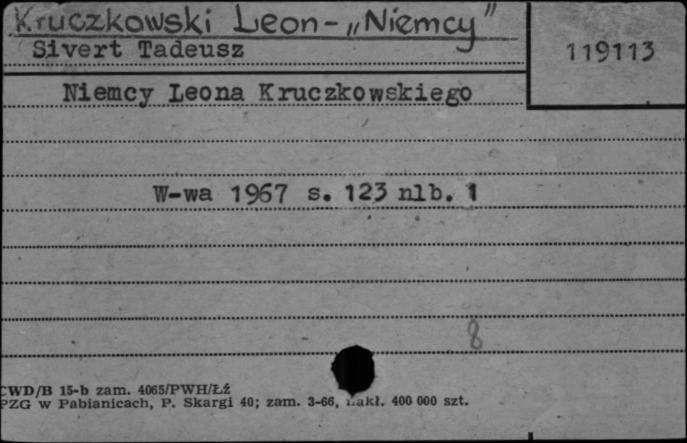 Kruczkowski Leon - „Niemcy"
Sivert Tadeusz
119113
Niemcy Leona Kruczkowskiego
W-wa 1967 s. 123 nlb. 1
8
CWD/B 15-b zam. 4065/PWH/Łź
PZG w Pabianicach, P. Skargi 40; zam. 3-66, nakł. 400 000 szt.